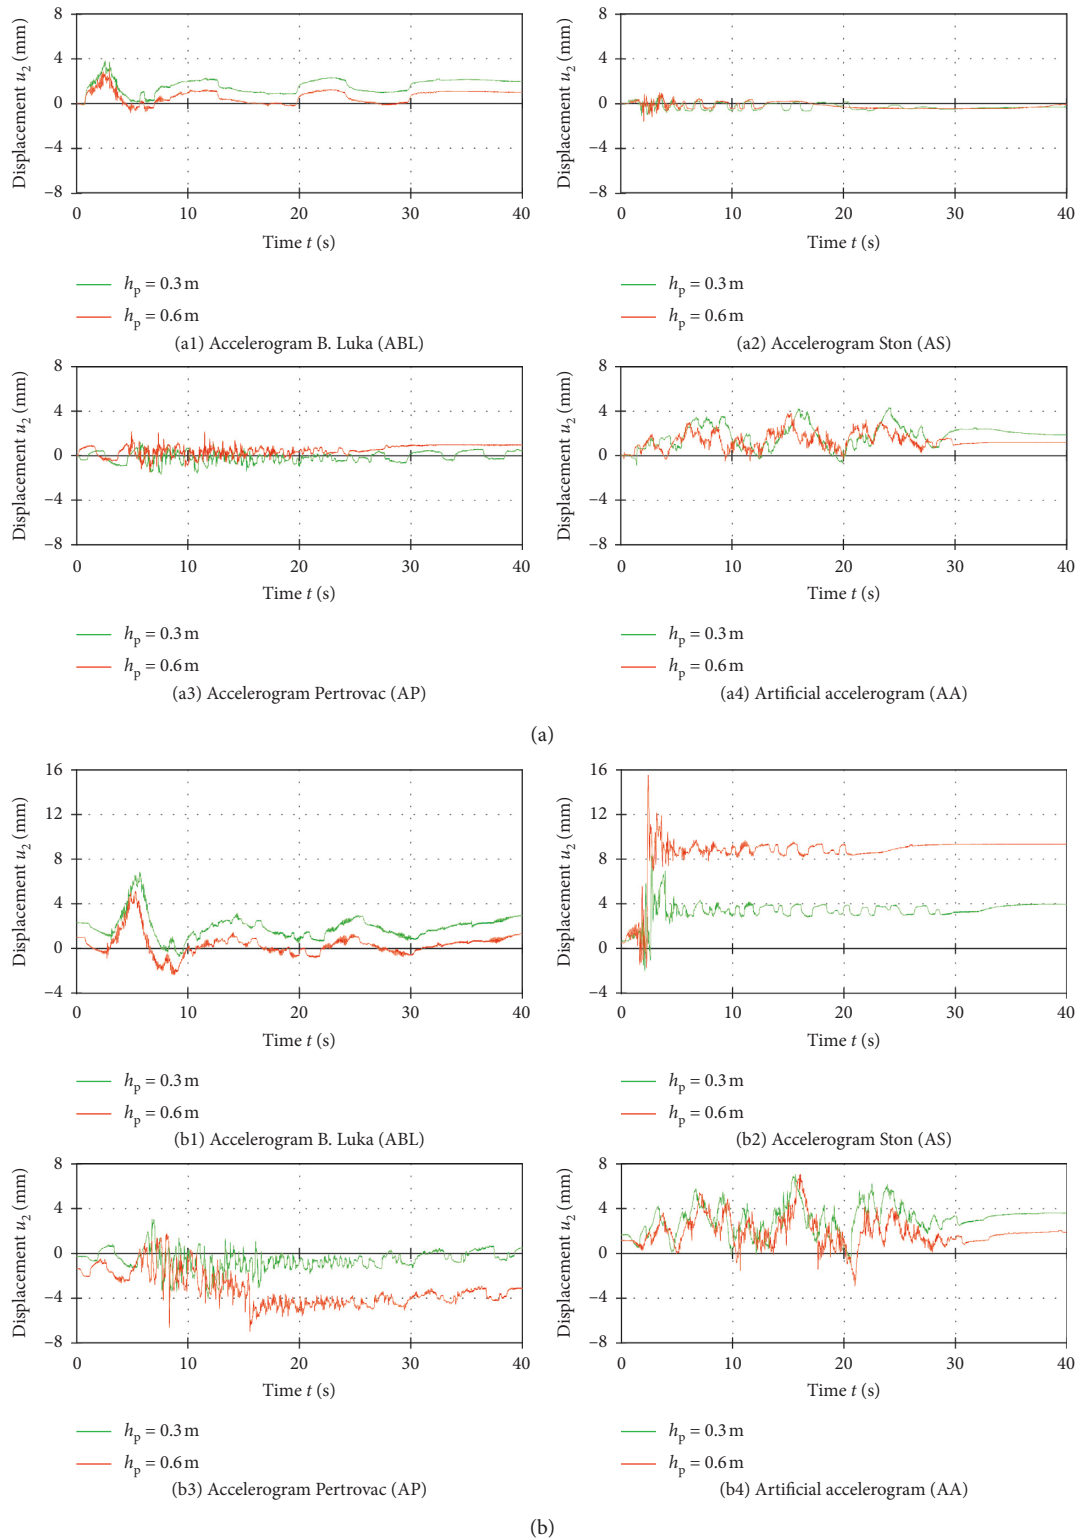 Displacement u2 (mm)
8
4
0
−4
−8
0 10 20 30 40
Time t (s)
hp = 0.3 m
hp = 0.6 m
(a1) Accelerogram B. Luka (ABL)
Displacement u2 (mm)
8
4
0
−4
−8
0 10 20 30 40
Time t (s)
hp = 0.3 m
hp = 0.6 m
(a2) Accelerogram Ston (AS)
Displacement u2 (mm)
8
4
0
−4
−8
0 10 20 30 40
Time t (s)
hp = 0.3 m
hp = 0.6 m
(a3) Accelerogram Pertrovac (AP)
Displacement u2 (mm)
8
4
0
−4
−8
0 10 20 30 40
Time t (s)
hp = 0.3 m
hp = 0.6 m
(a4) Artificial accelerogram (AA)
(a)
Displacement u2 (mm)
16
12
8
4
0
−4
0 10 20 30 40
Time t (s)
hp = 0.3 m
hp = 0.6 m
(b1) Accelerogram B. Luka (ABL)
Displacement u2 (mm)
16
12
8
4
0
−4
0 10 20 30 40
Time t (s)
hp = 0.3 m
hp = 0.6 m
(b2) Accelerogram Ston (AS)
Displacement u2 (mm)
8
4
0
−4
−8
0 10 20 30 40
Time t (s)
hp = 0.3 m
hp = 0.6 m
(b3) Accelerogram Pertrovac (AP)
Displacement u2 (mm)
8
4
0
−4
−8
0 10 20 30 40
Time t (s)
hp = 0.3 m
hp = 0.6 m
(b4) Artificial accelerogram (AA)
(b)